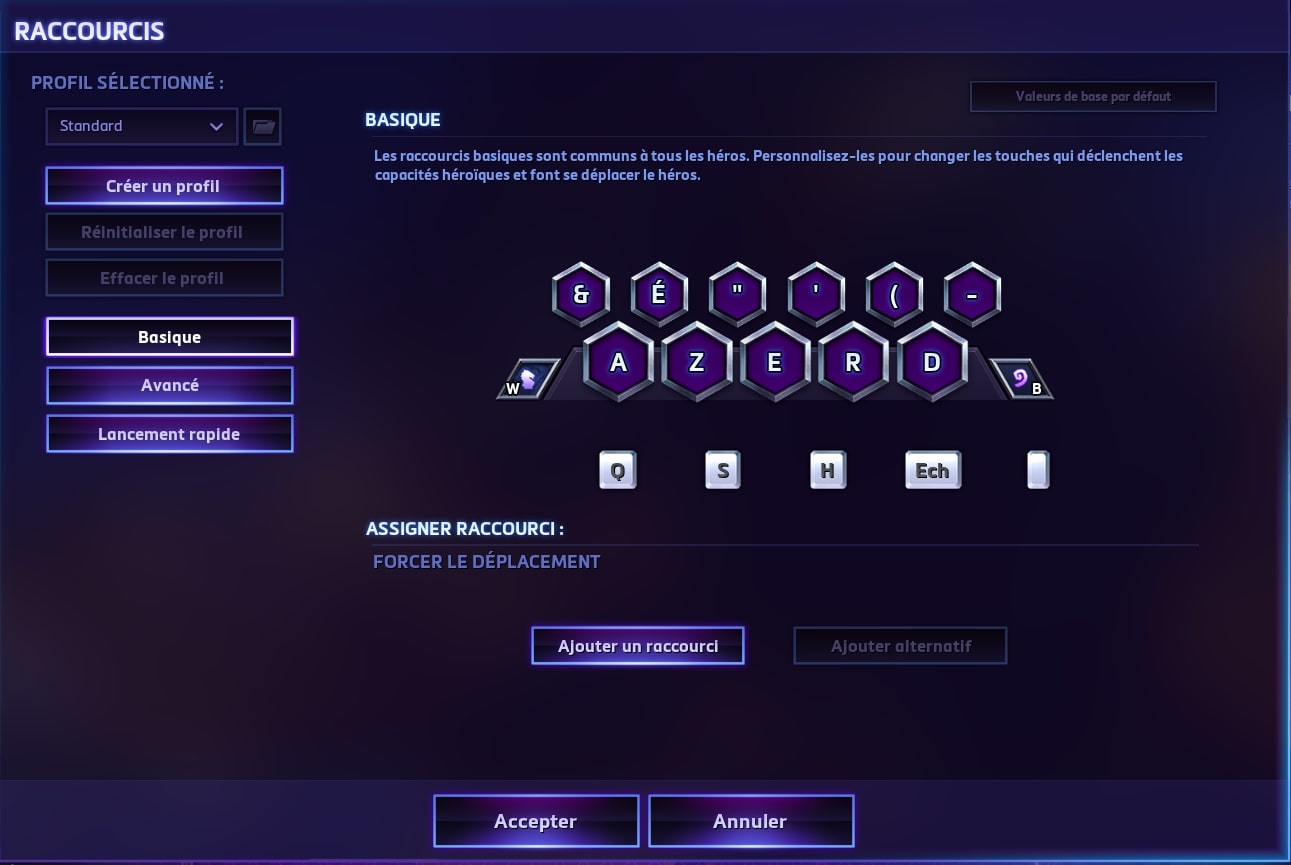 RACCOURCIS
PROFIL SÉLECTIONNÉ :
Standard
Créer un profil
Réinitialiser le profil
Effacer le profil
Basique
Avancé
Lancement rapide
Valeurs de base par défaut
BASIQUE
Les raccourcis basiques sont communs à tous les héros. Personnalisez-les pour changer les touches qui déclenchent les
capacités héroïques et font se déplacer le héros.
& É " ' ( -
W A Z E R D B
Q S H Ech
ASSIGNER RACCOURCI :
FORCER LE DÉPLACEMENT
Ajouter un raccourci
Ajouter alternatif
Accepter
Annuler